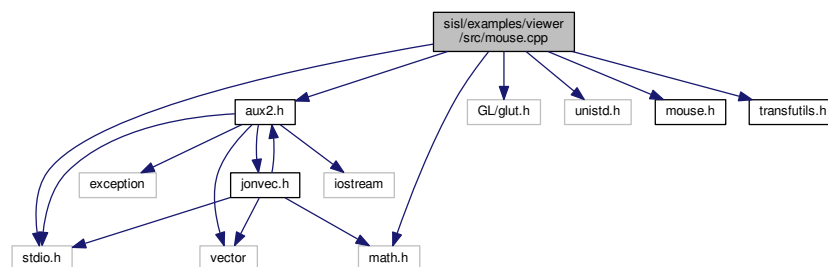 sisl/examples/viewer
/src/mouse.cpp
aux2.h
GL/glut.h
unistd.h
mouse.h
transfutils.h
exception
jonvec.h
iostream
stdio.h
vector
math.h